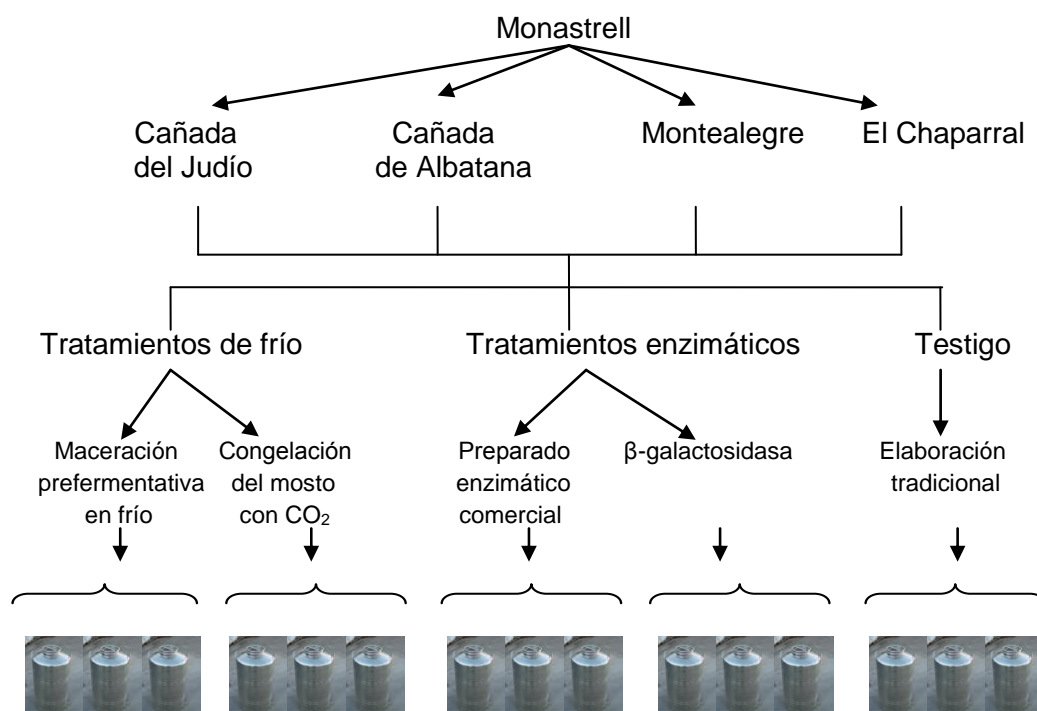 Monastrell
Cañada
del Judío
Cañada
de Albatana
Montealegre
El Chaparral
Tratamientos de frío
Tratamientos enzimáticos
Testigo
Maceración
prefermentativa
en frío
Congelación
del mosto
con CO₂
Preparado
enzimático
comercial
β-galactosidasa
Elaboración
tradicional